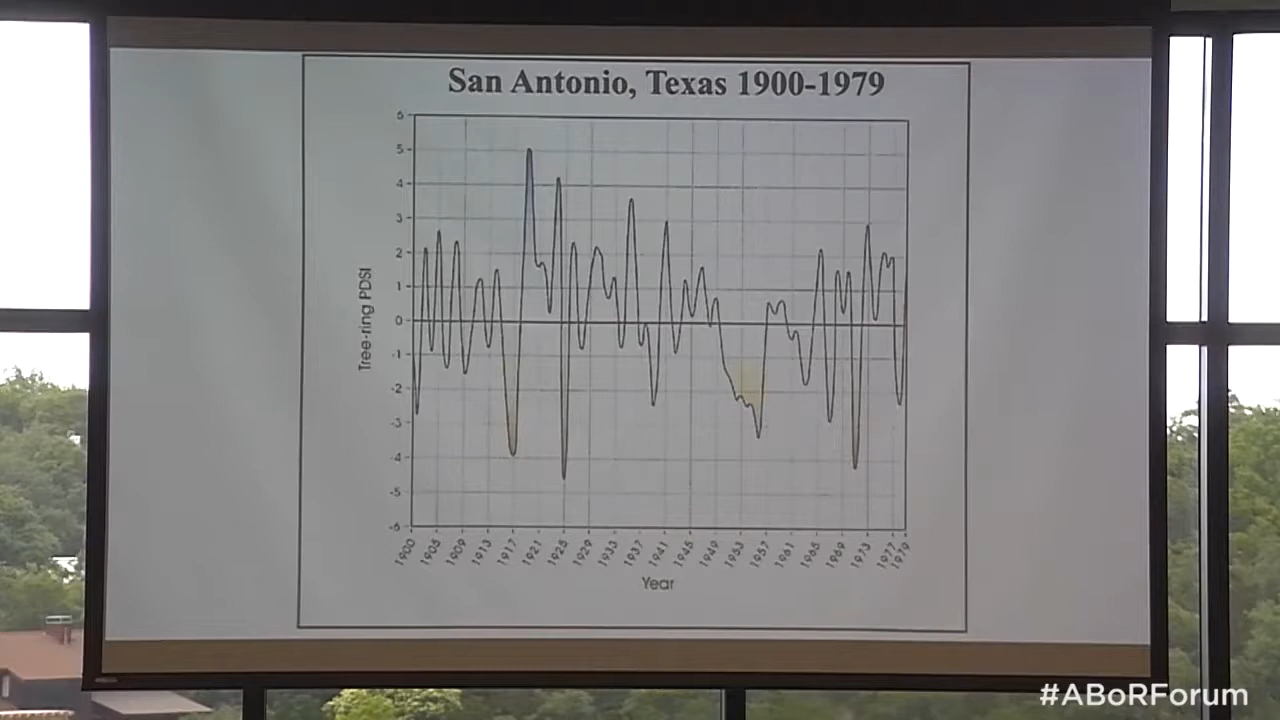 San Antonio, Texas 1900-1979
6
5
4
3
2
1
0
-1
-2
-3
-4
-5
-6
Tree-ring PDSI
1900 1905 1909 1913 1917 1921 1925 1929 1933 1937 1941 1945 1949 1953 1957 1961 1965 1969 1973 1977 1979
Year
#ABoRForum